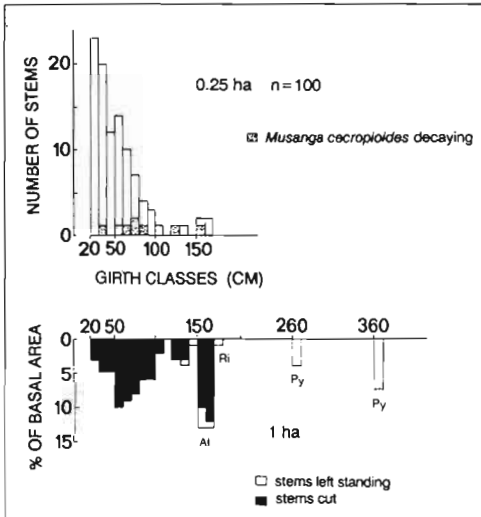 20
10
0
NUMBER OF STEMS
0.25 ha n=100
Musanga cecropioides decaying
20 50 100 150
GIRTH CLASSES (CM)
20 50 150 260 360
0
5
10
15
% OF BASAL AREA
Ri
Py
Py
Al
1 ha
stems left standing
stems cut